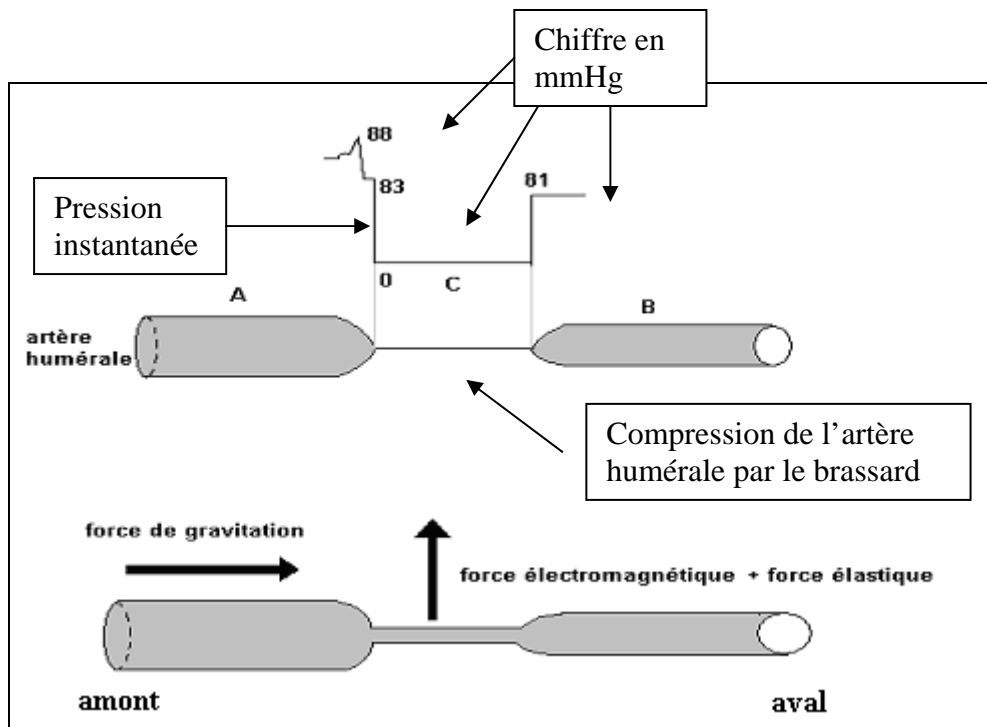 Chiffre en
mmHg
88
83
81
Pression
instantanée
0
C
A
B
artère
humérale
Compression de l’artère
humérale par le brassard
force de gravitation
force électromagnétique + force élastique
amont
aval